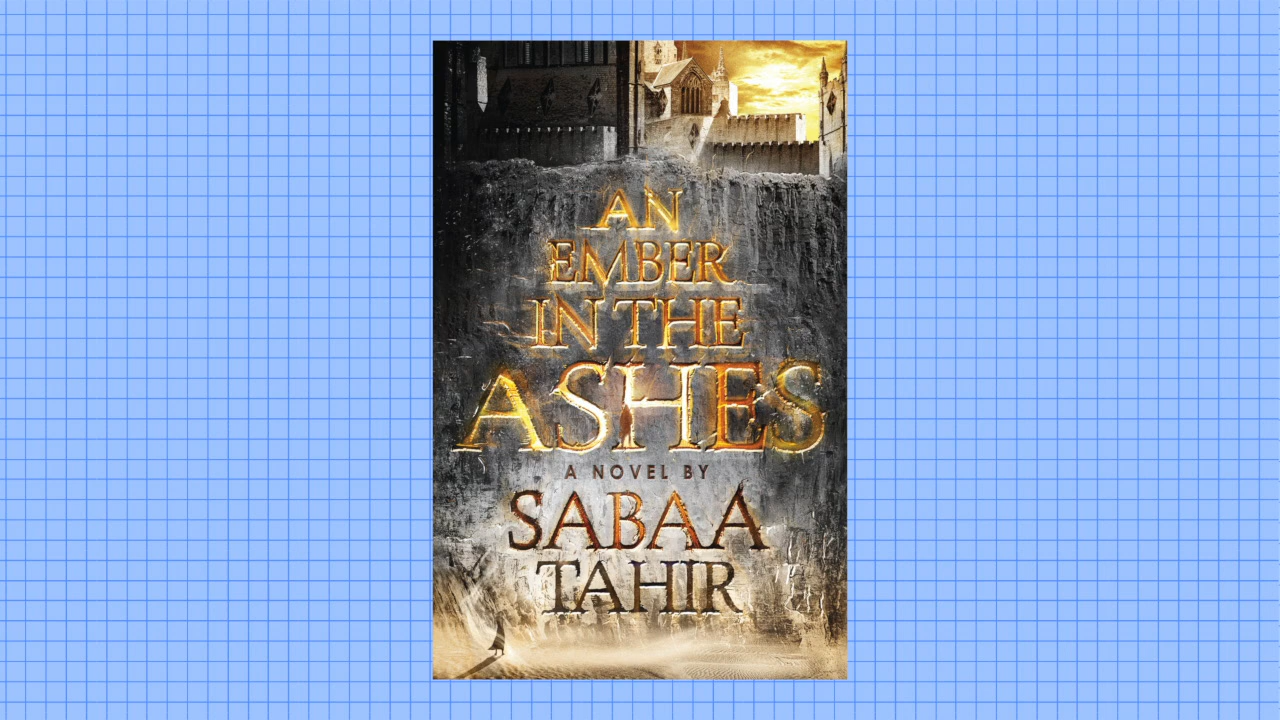 AN
EMBER
IN THE
ASHES
A NOVEL BY
SABAA
TAHIR